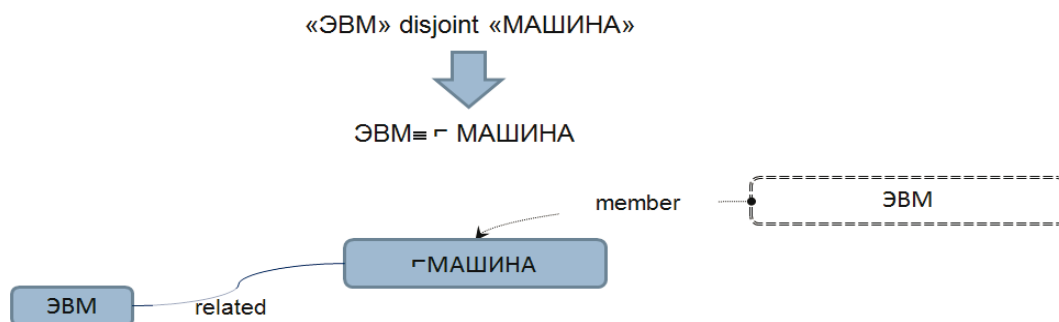 «ЭВМ» disjoint «МАШИНА»
ЭВМ≡ ⌐ МАШИНА
member
ЭВМ
⌐МАШИНА
ЭВМ
related